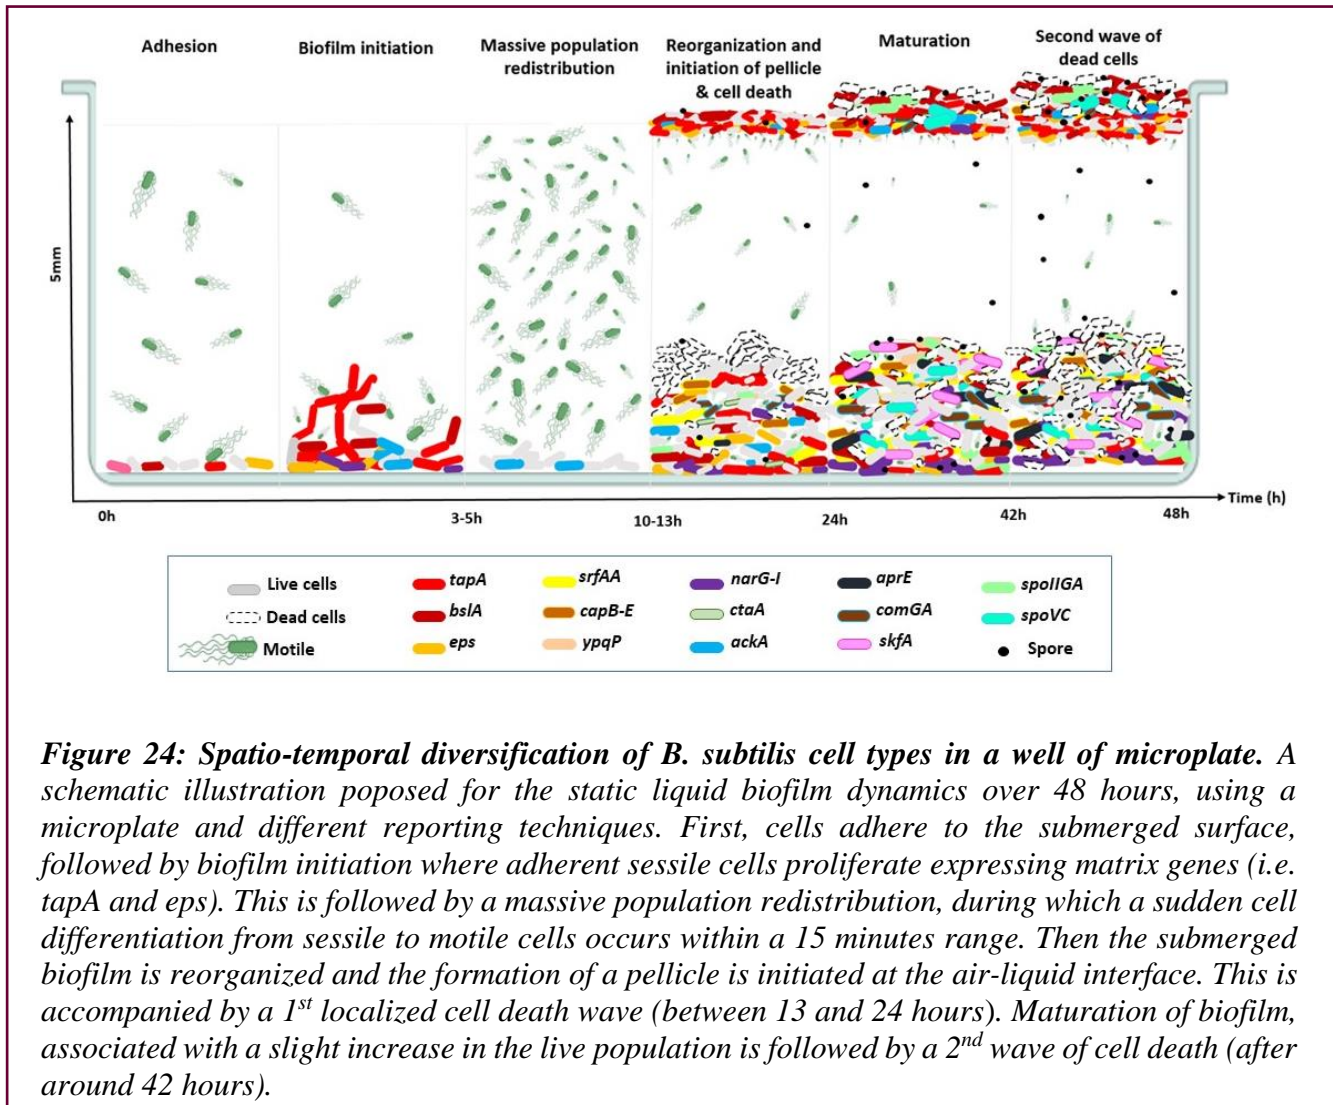 Adhesion
Biofilm initiation
Massive population
redistribution
Reorganization and
initiation of pellicle
& cell death
Maturation
Second wave of
dead cells
5mm
0h
3-5h
10-13h
24h
42h
48h
Time (h)
Live cells
tapA
srfAA
narG-I
aprE
spoIIGA
Dead cells
bslA
capB-E
ctaA
comGA
spoVC
Motile
eps
ypqP
ackA
skfA
Spore
Figure 24: Spatio-temporal diversification of B. subtilis cell types in a well of microplate. A
schematic illustration poposed for the static liquid biofilm dynamics over 48 hours, using a
microplate and different reporting techniques. First, cells adhere to the submerged surface,
followed by biofilm initiation where adherent sessile cells proliferate expressing matrix genes (i.e.
tapA and eps). This is followed by a massive population redistribution, during which a sudden cell
differentiation from sessile to motile cells occurs within a 15 minutes range. Then the submerged
biofilm is reorganized and the formation of a pellicle is initiated at the air-liquid interface. This is
accompanied by a 1st localized cell death wave (between 13 and 24 hours). Maturation of biofilm,
associated with a slight increase in the live population is followed by a 2nd wave of cell death (after
around 42 hours).